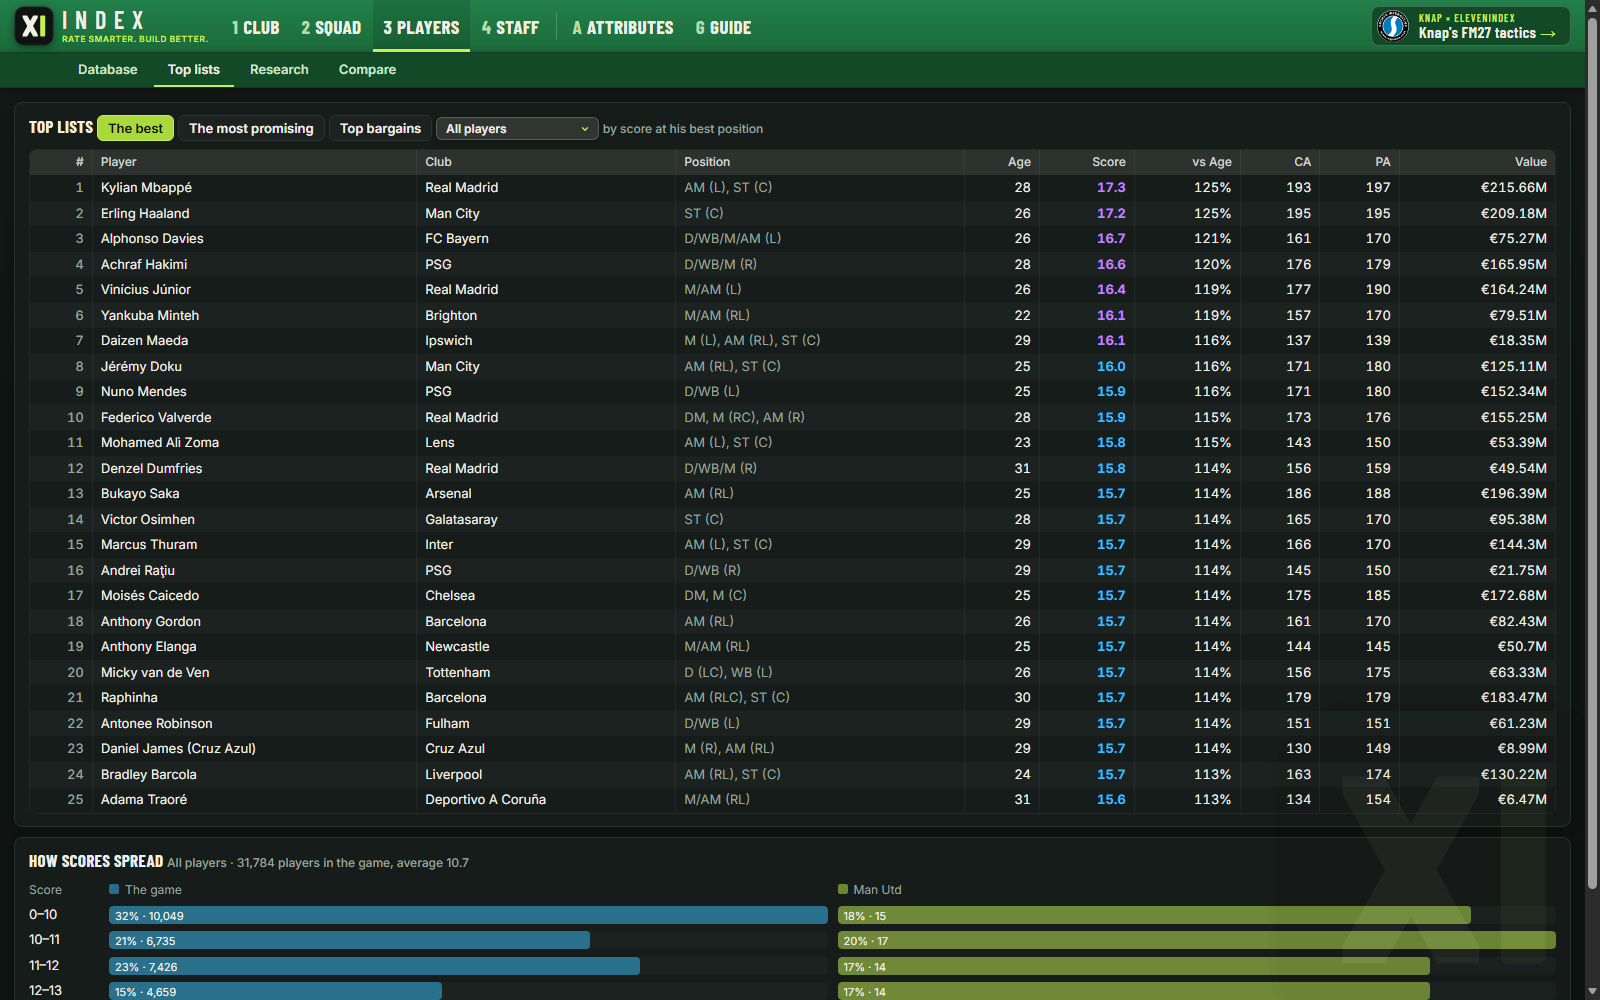 XI INDEX
RATE SMARTER. BUILD BETTER.
1 CLUB 2 SQUAD 3 PLAYERS 4 STAFF A ATTRIBUTES G GUIDE
KNAP × ELEVENINDEX
Knap's FM27 tactics →
Database Top lists Research Compare
TOP LISTS The best The most promising Top bargains All players by score at his best position
# Player Club Position Age Score vs Age CA PA Value
1 Kylian Mbappé Real Madrid AM (L), ST (C) 28 17.3 125% 193 197 €215.66M
2 Erling Haaland Man City ST (C) 26 17.2 125% 195 195 €209.18M
3 Alphonso Davies FC Bayern D/WB/M/AM (L) 26 16.7 121% 161 170 €75.27M
4 Achraf Hakimi PSG D/WB/M (R) 28 16.6 120% 176 179 €165.95M
5 Vinícius Júnior Real Madrid M/AM (L) 26 16.4 119% 177 190 €164.24M
6 Yankuba Minteh Brighton M/AM (RL) 22 16.1 119% 157 170 €79.51M
7 Daizen Maeda Ipswich M (L), AM (RL), ST (C) 29 16.1 116% 137 139 €18.35M
8 Jérémy Doku Man City AM (RL), ST (C) 25 16.0 116% 171 180 €125.11M
9 Nuno Mendes PSG D/WB (L) 25 15.9 116% 171 180 €152.34M
10 Federico Valverde Real Madrid DM, M (RC), AM (R) 28 15.9 115% 173 176 €155.25M
11 Mohamed Ali Zoma Lens AM (L), ST (C) 23 15.8 115% 143 150 €53.39M
12 Denzel Dumfries Real Madrid D/WB/M (R) 31 15.8 114% 156 159 €49.54M
13 Bukayo Saka Arsenal AM (RL) 25 15.7 114% 186 188 €196.39M
14 Victor Osimhen Galatasaray ST (C) 28 15.7 114% 165 170 €95.38M
15 Marcus Thuram Inter AM (L), ST (C) 29 15.7 114% 166 170 €144.3M
16 Andrei Rațiu PSG D/WB (R) 29 15.7 114% 145 150 €21.75M
17 Moisés Caicedo Chelsea DM, M (C) 25 15.7 114% 175 185 €172.68M
18 Anthony Gordon Barcelona AM (RL) 26 15.7 114% 161 170 €82.43M
19 Anthony Elanga Newcastle M/AM (RL) 25 15.7 114% 144 145 €50.7M
20 Micky van de Ven Tottenham D (LC), WB (L) 26 15.7 114% 156 175 €63.33M
21 Raphinha Barcelona AM (RLC), ST (C) 30 15.7 114% 179 179 €183.47M
22 Antonee Robinson Fulham D/WB (L) 29 15.7 114% 151 151 €61.23M
23 Daniel James (Cruz Azul) Cruz Azul M (R), AM (RL) 29 15.7 114% 130 149 €8.99M
24 Bradley Barcola Liverpool AM (RL), ST (C) 24 15.7 113% 163 174 €130.22M
25 Adama Traoré Deportivo A Coruña M/AM (RL) 31 15.6 113% 134 154 €6.47M
HOW SCORES SPREAD All players · 31,784 players in the game, average 10.7
Score The game Man Utd
0–10 32% · 10,049 18% · 15
10–11 21% · 6,735 20% · 17
11–12 23% · 7,426 17% · 14
12–13 15% · 4,659 17% · 14
XI